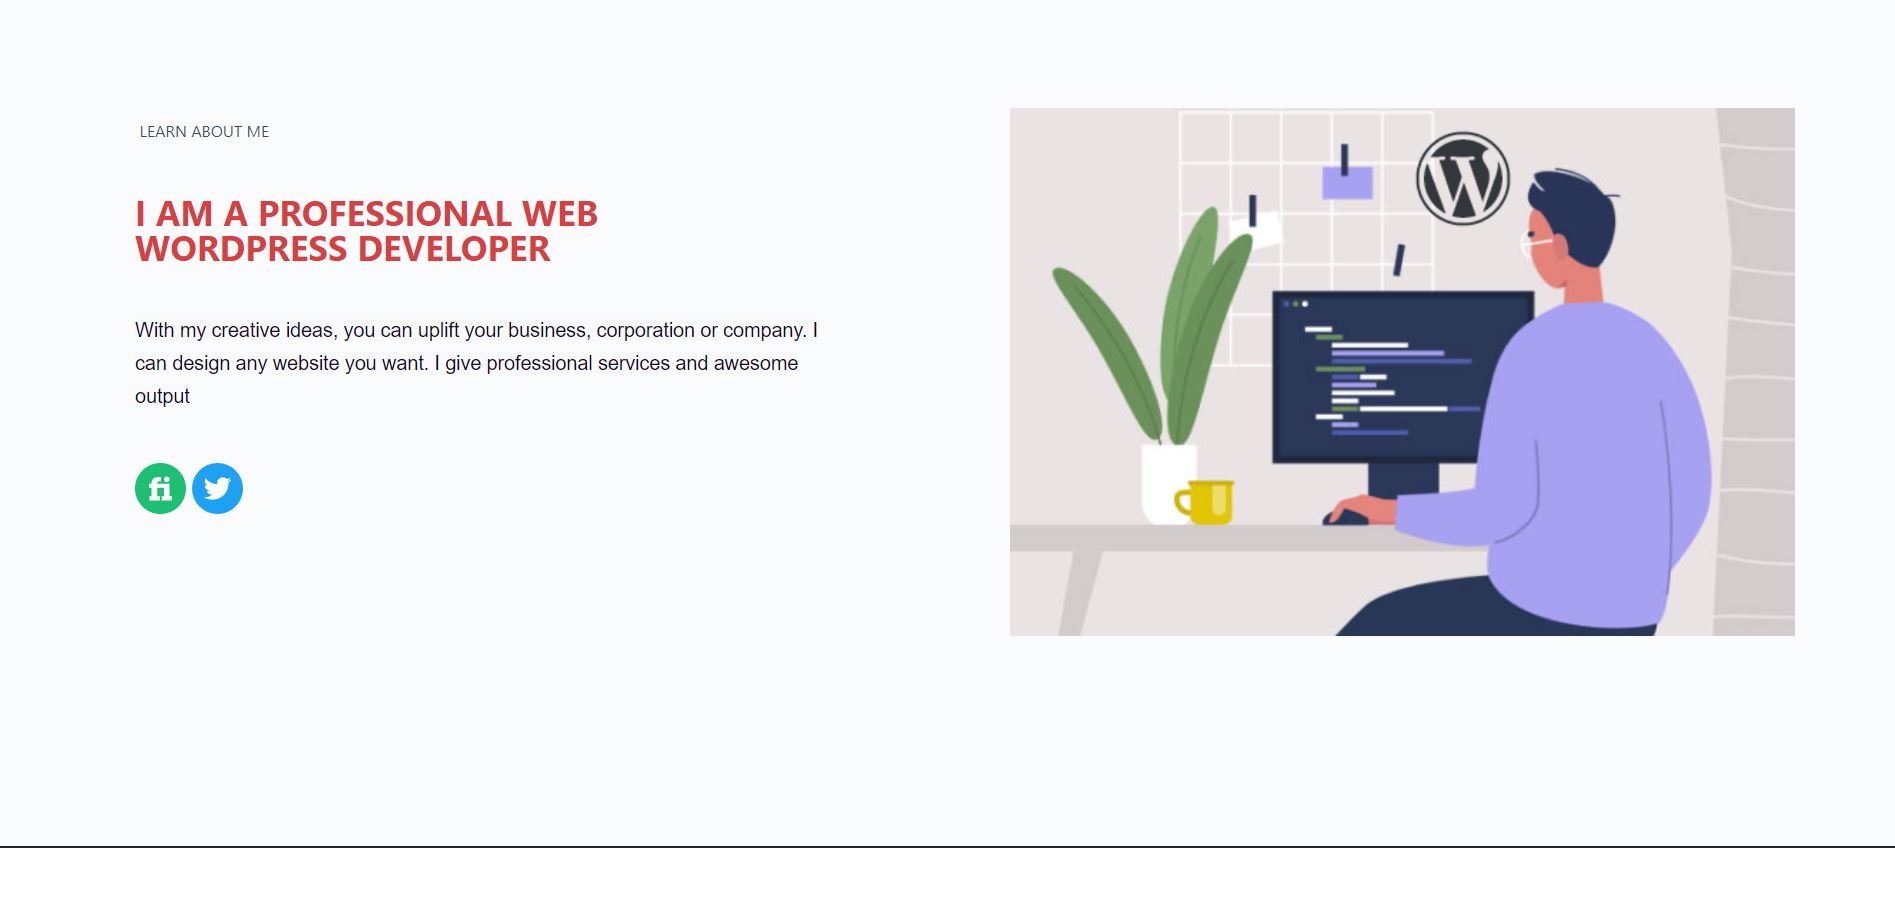 LEARN ABOUT ME
I AM A PROFESSIONAL WEB
WORDPRESS DEVELOPER
With my creative ideas, you can uplift your business, corporation or company. I
can design any website you want. I give professional services and awesome
output
fi
W